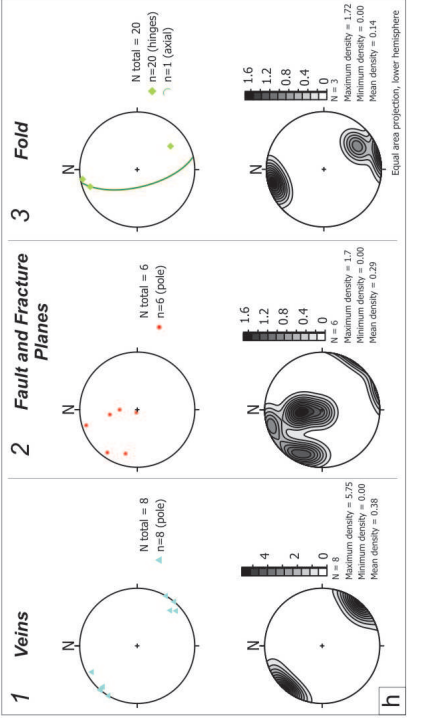 1 Veins
N
N total = 8
n=8 (pole)
N
4
2
0
N = 8
Maximum density = 5.75
Minimum density = 0.00
Mean density = 0.38
2 Fault and Fracture
Planes
N
N total = 6
n=6 (pole)
N
1.6
1.2
0.8
0.4
0
N = 6
Maximum density = 1.7
Minimum density = 0.00
Mean density = 0.29
3 Fold
N
N total = 20
n=20 (hinges)
n=1 (axial)
N
1.6
1.2
0.8
0.4
0
N = 3
Maximum density = 1.72
Minimum density = 0.00
Mean density = 0.14
Equal area projection, lower hemisphere
h